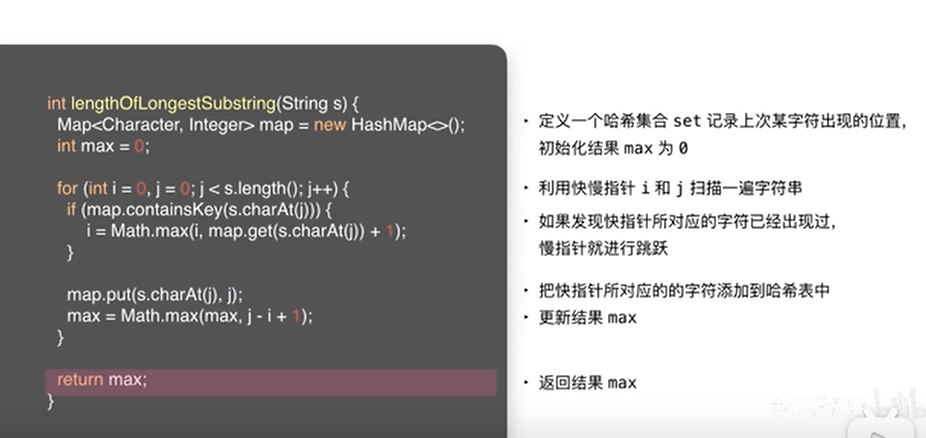 int lengthOfLongestSubstring(String s) {
Map<Character, Integer> map = new HashMap<>();
int max = 0;
for (int i = 0, j = 0; j < s.length(); j++) {
if (map.containsKey(s.charAt(j))) {
i = Math.max(i, map.get(s.charAt(j)) + 1);
}
map.put(s.charAt(j), j);
max = Math.max(max, j - i + 1);
}
return max;
}
· 定义一个哈希集合 set 记录上次某字符出现的位置,
初始化结果 max 为 0
· 利用快慢指针 i 和 j 扫描一遍字符串
· 如果发现快指针所对应的字符已经出现过,
慢指针就进行跳跃
· 把快指针所对应的的字符添加到哈希表中
· 更新结果 max
· 返回结果 max